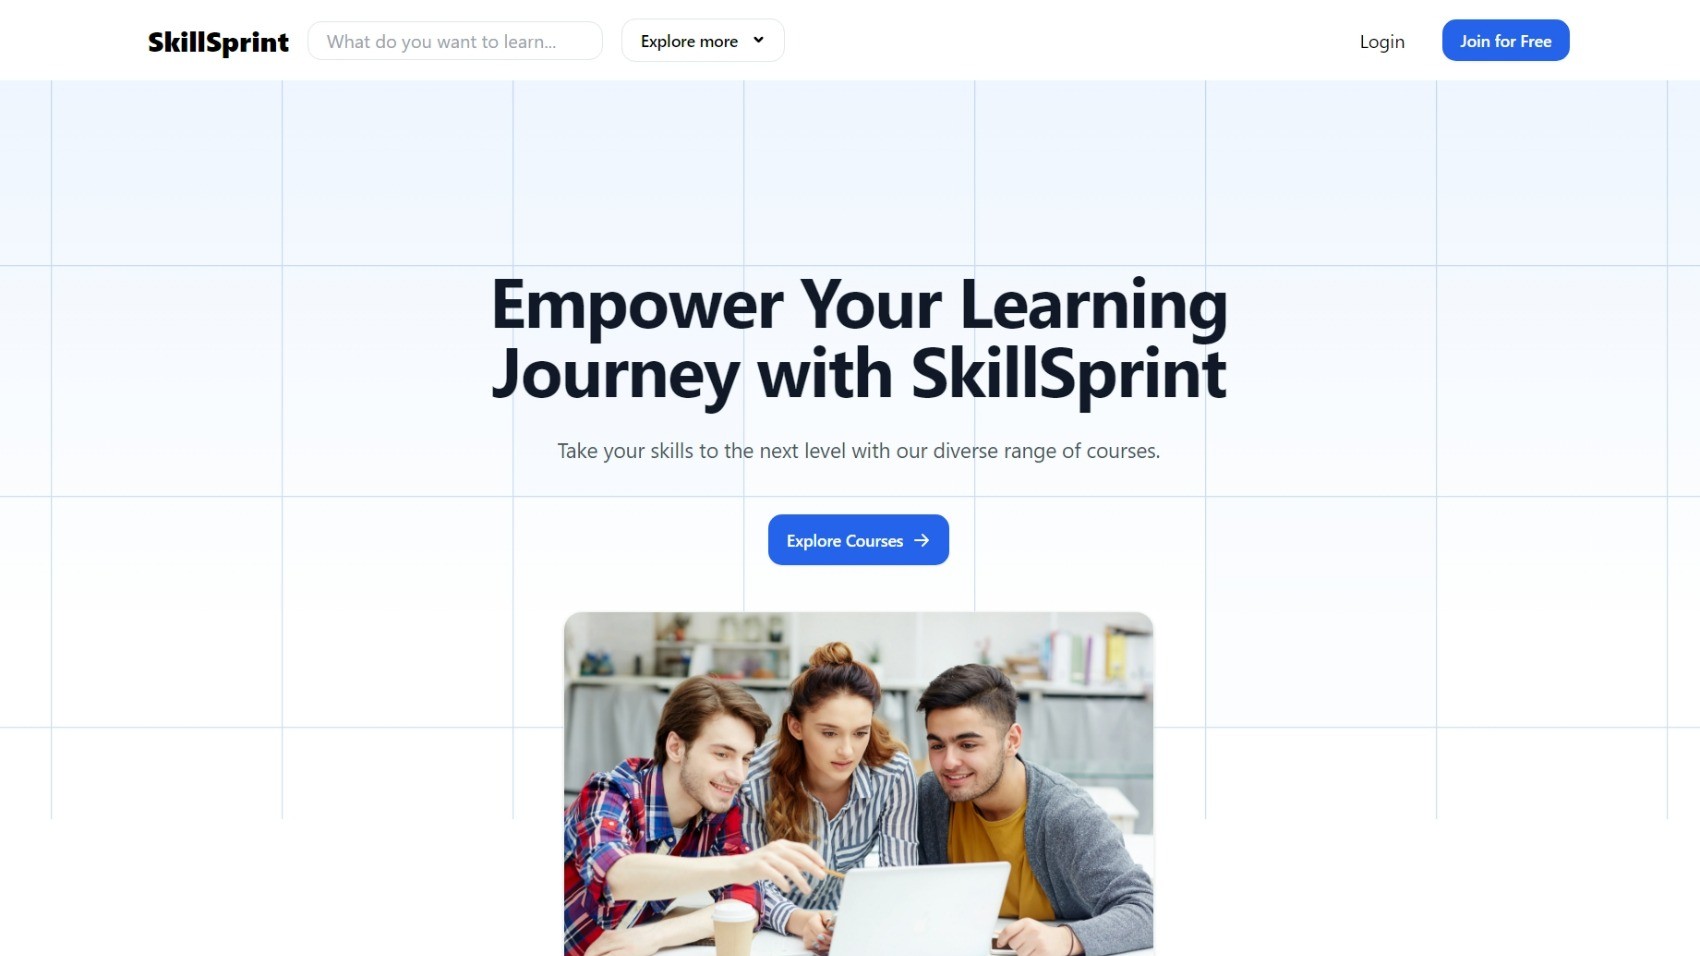 SkillSprint
What do you want to learn...
Explore more
Login
Join for Free
Empower Your Learning
Journey with SkillSprint
Take your skills to the next level with our diverse range of courses.
Explore Courses